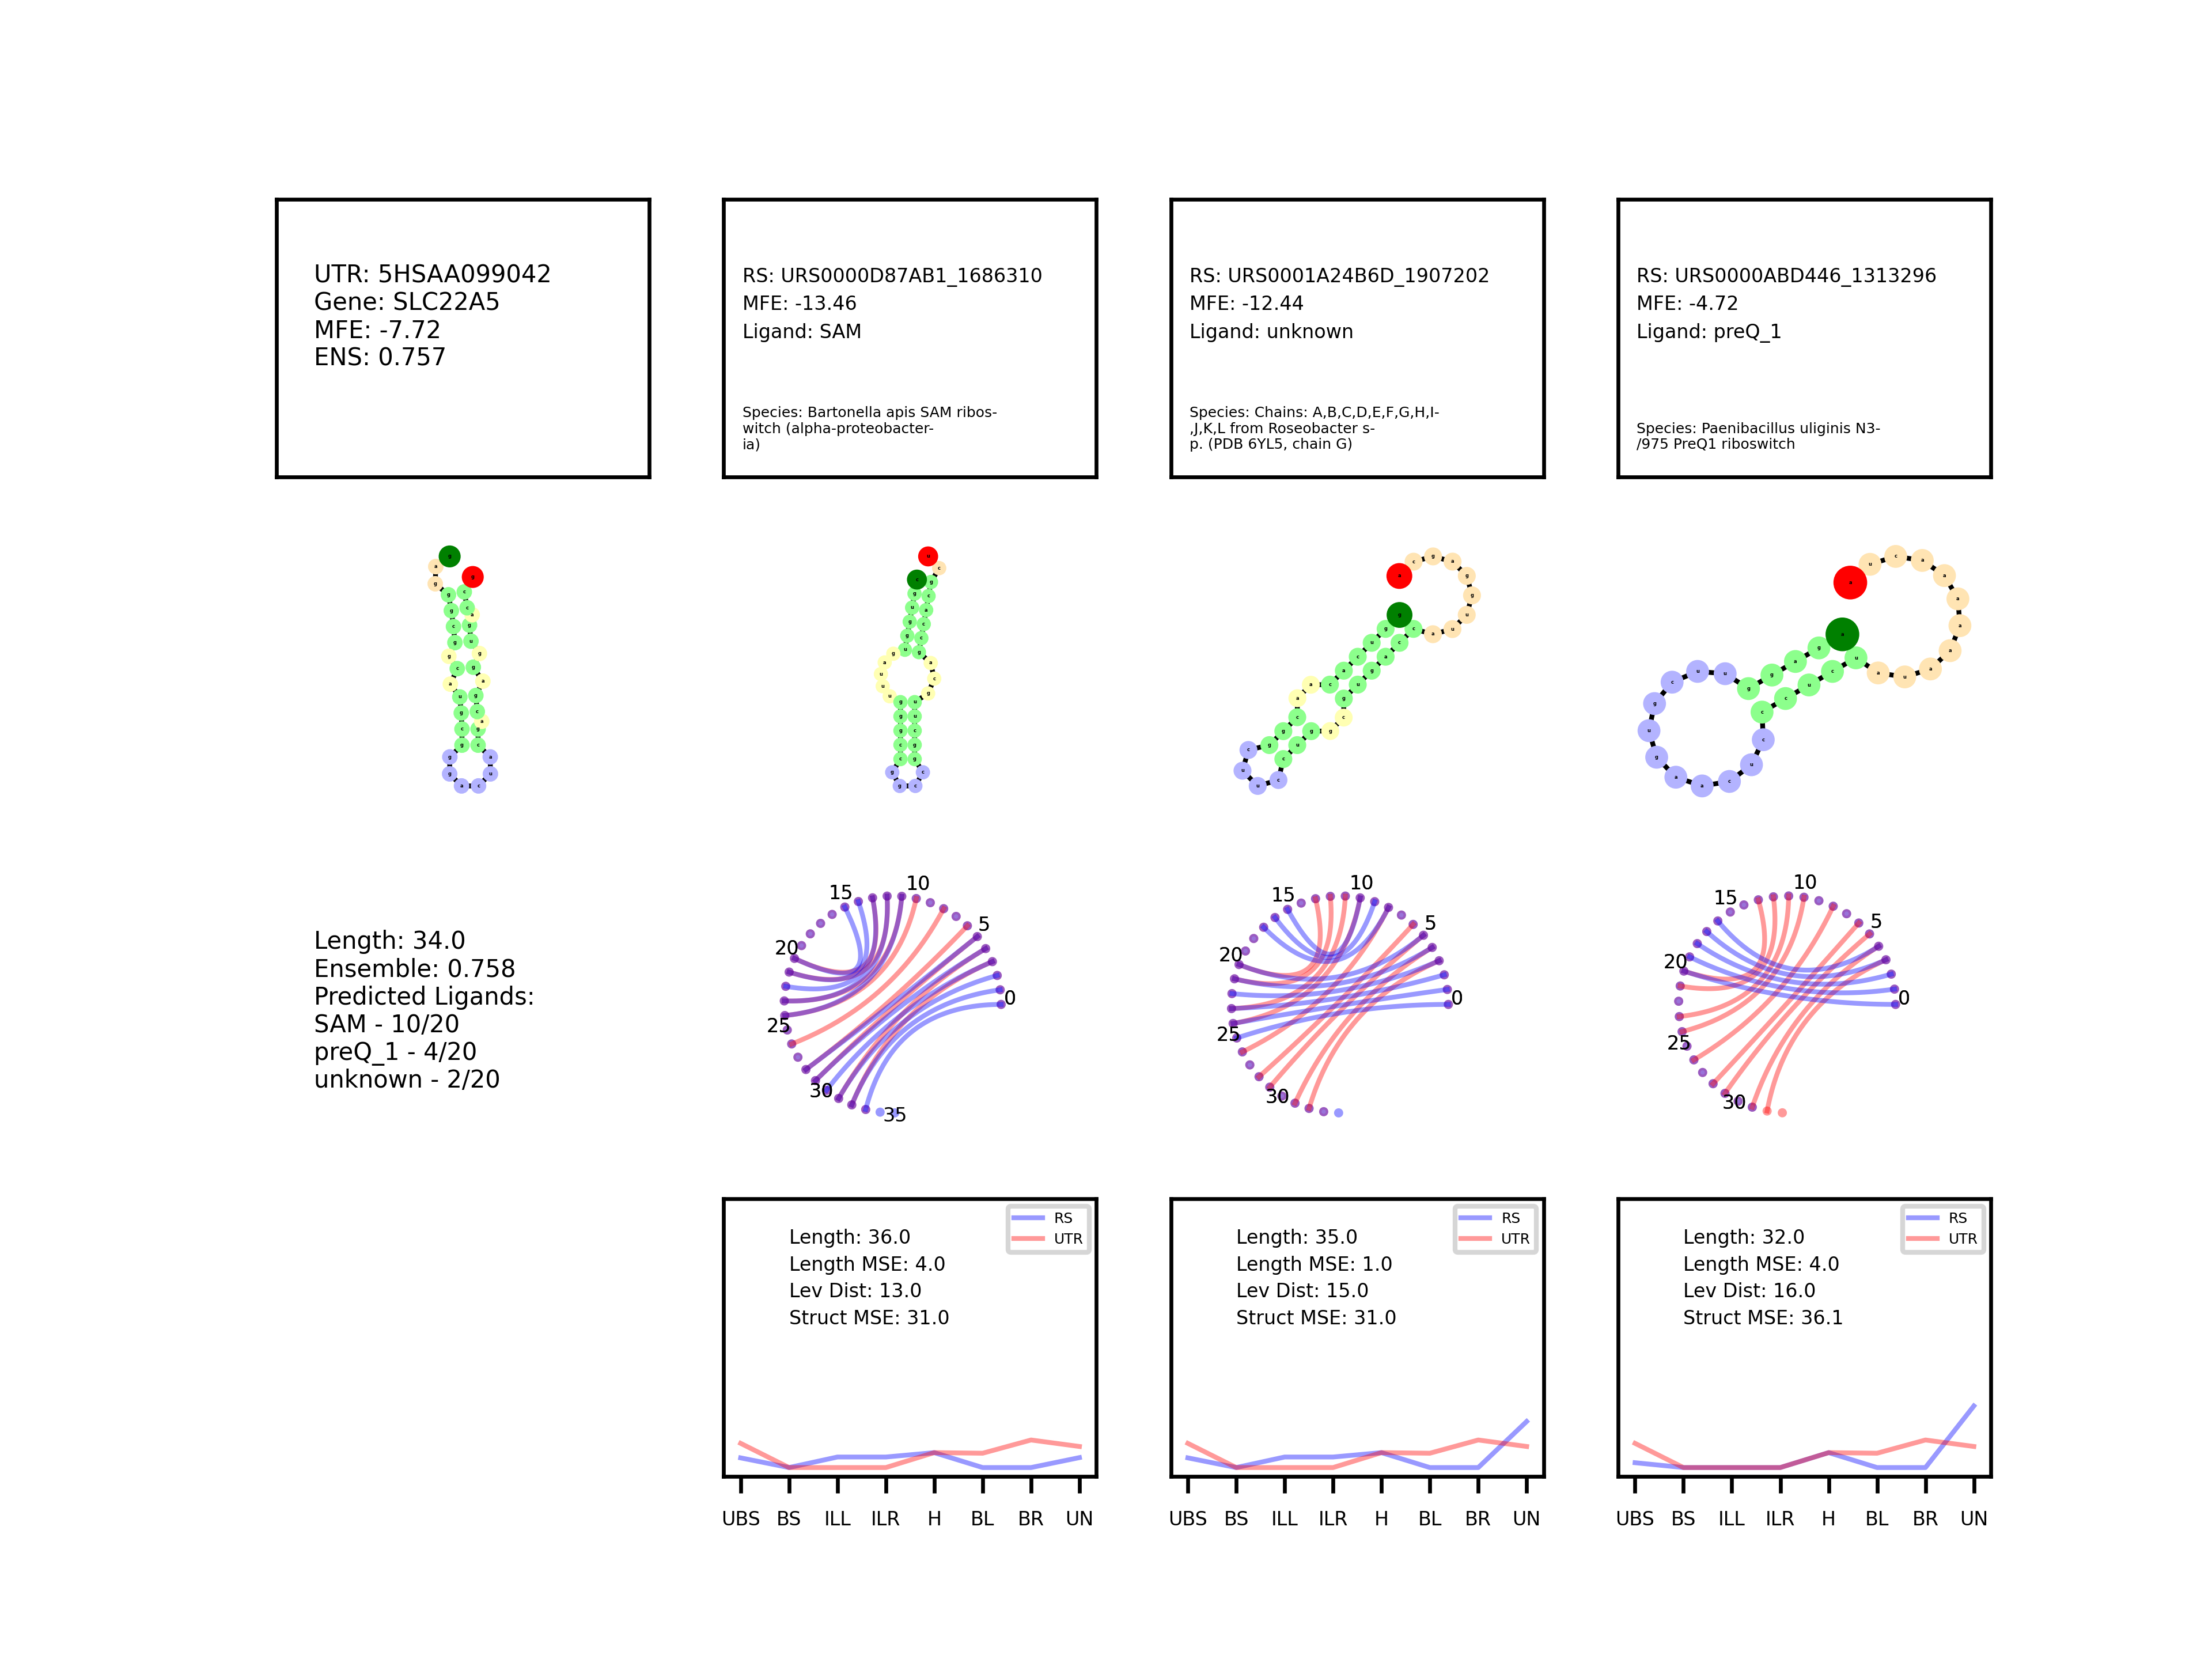 UTR: 5HSAA099042
Gene: SLC22A5
MFE: -7.72
ENS: 0.757
RS: URS0000D87AB1_1686310
MFE: -13.46
Ligand: SAM
Species: Bartonella apis SAM ribos-
witch (alpha-proteobacter-
ia)
RS: URS0001A24B6D_1907202
MFE: -12.44
Ligand: unknown
Species: Chains: A,B,C,D,E,F,G,H,I-
,J,K,L from Roseobacter s-
p. (PDB 6YL5, chain G)
RS: URS0000ABD446_1313296
MFE: -4.72
Ligand: preQ_1
Species: Paenibacillus uliginis N3-
/975 PreQ1 riboswitch
Length: 34.0
Ensemble: 0.758
Predicted Ligands:
SAM - 10/20
preQ_1 - 4/20
unknown - 2/20
0
5
10
15
20
25
30
35
0
5
10
15
20
25
30
0
5
10
15
20
25
30
RS
UTR
Length: 36.0
Length MSE: 4.0
Lev Dist: 13.0
Struct MSE: 31.0
UBS BS ILL ILR H BL BR UN
RS
UTR
Length: 35.0
Length MSE: 1.0
Lev Dist: 15.0
Struct MSE: 31.0
UBS BS ILL ILR H BL BR UN
RS
UTR
Length: 32.0
Length MSE: 4.0
Lev Dist: 16.0
Struct MSE: 36.1
UBS BS ILL ILR H BL BR UN